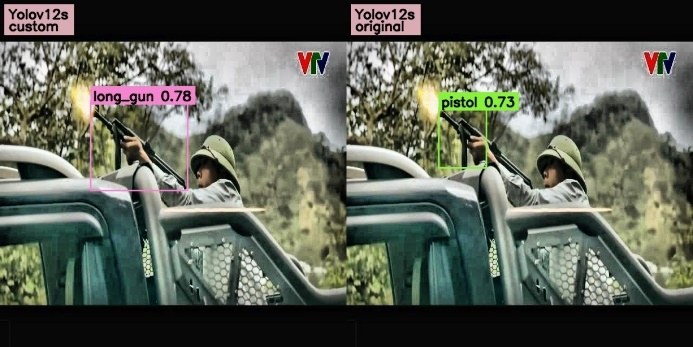 Yolov12s
custom
Yolov12s
original
VTV
VTV
long_gun 0.78
pistol 0.73